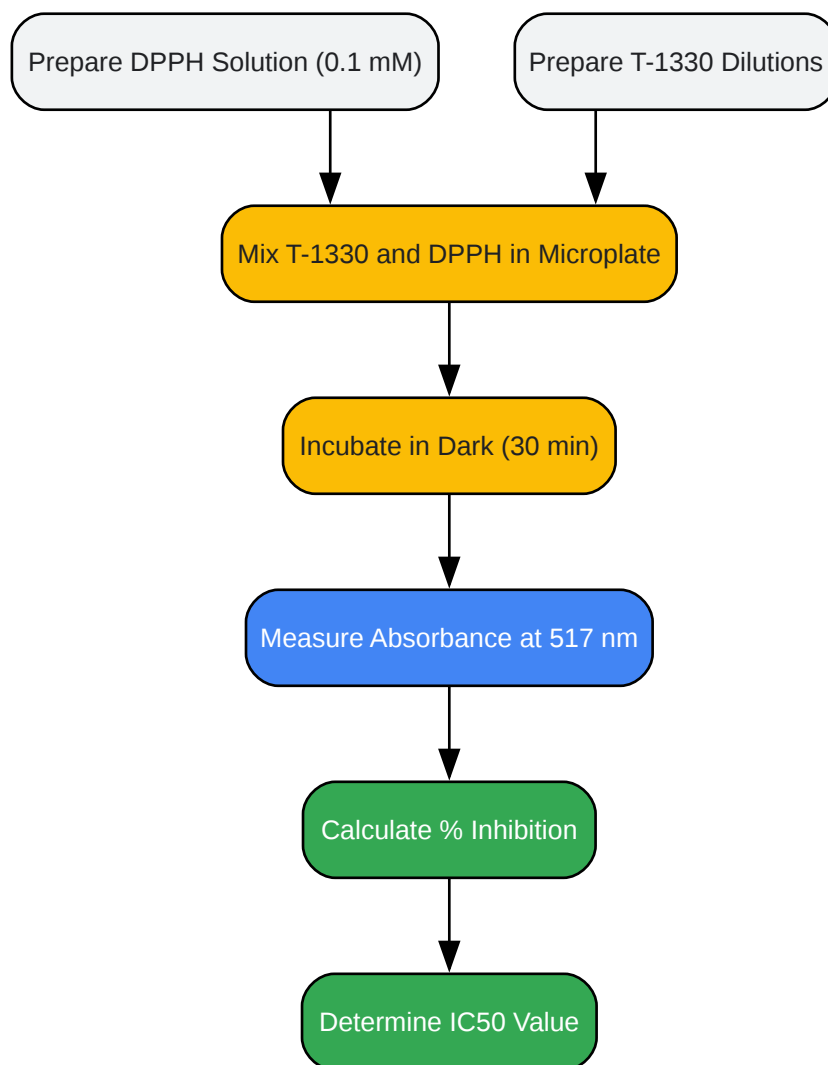 Prepare DPPH Solution (0.1 mM)
Prepare T-1330 Dilutions
Mix T-1330 and DPPH in Microplate
Incubate in Dark (30 min)
Measure Absorbance at 517 nm
Calculate % Inhibition
Determine IC50 Value